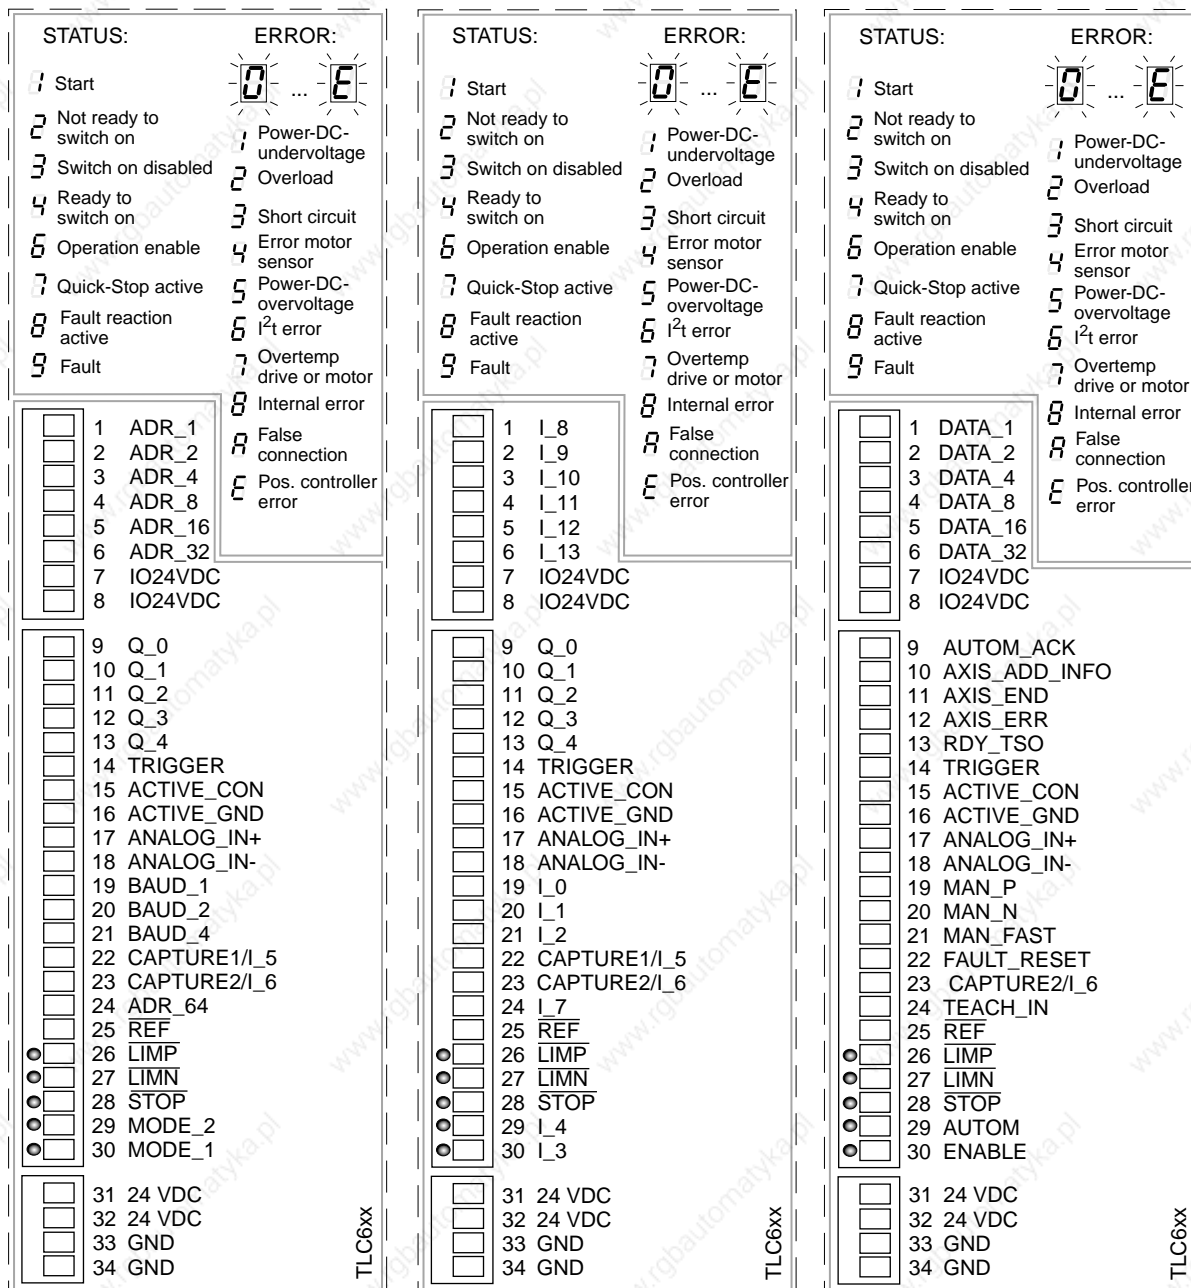 STATUS:
1 Start
2 Not ready to
switch on
3 Switch on disabled
4 Ready to
switch on
6 Operation enable
7 Quick-Stop active
8 Fault reaction
active
9 Fault
ERROR:
0 ... E
1 Power-DC-
undervoltage
2 Overload
3 Short circuit
4 Error motor
sensor
5 Power-DC-
overvoltage
6 I2t error
7 Overtemp
drive or motor
8 Internal error
A False
connection
E Pos. controller
error
1 ADR_1
2 ADR_2
3 ADR_4
4 ADR_8
5 ADR_16
6 ADR_32
7 IO24VDC
8 IO24VDC
9 Q_0
10 Q_1
11 Q_2
12 Q_3
13 Q_4
14 TRIGGER
15 ACTIVE_CON
16 ACTIVE_GND
17 ANALOG_IN+
18 ANALOG_IN-
19 BAUD_1
20 BAUD_2
21 BAUD_4
22 CAPTURE1/I_5
23 CAPTURE2/I_6
24 ADR_64
25 REF
26 LIMP
27 LIMN
28 STOP
29 MODE_2
30 MODE_1
31 24 VDC
32 24 VDC
33 GND
34 GND
TLC6xx
STATUS:
1 Start
2 Not ready to
switch on
3 Switch on disabled
4 Ready to
switch on
6 Operation enable
7 Quick-Stop active
8 Fault reaction
active
9 Fault
ERROR:
0 ... E
1 Power-DC-
undervoltage
2 Overload
3 Short circuit
4 Error motor
sensor
5 Power-DC-
overvoltage
6 I2t error
7 Overtemp
drive or motor
8 Internal error
A False
connection
E Pos. controller
error
1 I_8
2 I_9
3 I_10
4 I_11
5 I_12
6 I_13
7 IO24VDC
8 IO24VDC
9 Q_0
10 Q_1
11 Q_2
12 Q_3
13 Q_4
14 TRIGGER
15 ACTIVE_CON
16 ACTIVE_GND
17 ANALOG_IN+
18 ANALOG_IN-
19 I_0
20 I_1
21 I_2
22 CAPTURE1/I_5
23 CAPTURE2/I_6
24 I_7
25 REF
26 LIMP
27 LIMN
28 STOP
29 I_4
30 I_3
31 24 VDC
32 24 VDC
33 GND
34 GND
TLC6xx
STATUS:
1 Start
2 Not ready to
switch on
3 Switch on disabled
4 Ready to
switch on
6 Operation enable
7 Quick-Stop active
8 Fault reaction
active
9 Fault
ERROR:
0 ... E
1 Power-DC-
undervoltage
2 Overload
3 Short circuit
4 Error motor
sensor
5 Power-DC-
overvoltage
6 I2t error
7 Overtemp
drive or motor
8 Internal error
A False
connection
E Pos. controller
error
1 DATA_1
2 DATA_2
3 DATA_4
4 DATA_8
5 DATA_16
6 DATA_32
7 IO24VDC
8 IO24VDC
9 AUTOM_ACK
10 AXIS_ADD_INFO
11 AXIS_END
12 AXIS_ERR
13 RDY_TSO
14 TRIGGER
15 ACTIVE_CON
16 ACTIVE_GND
17 ANALOG_IN+
18 ANALOG_IN-
19 MAN_P
20 MAN_N
21 MAN_FAST
22 FAULT_RESET
23 CAPTURE2/I_6
24 TEACH_IN
25 REF
26 LIMP
27 LIMN
28 STOP
29 AUTOM
30 ENABLE
31 24 VDC
32 24 VDC
33 GND
34 GND
TLC6xx
www.rgbautomatyka.pl